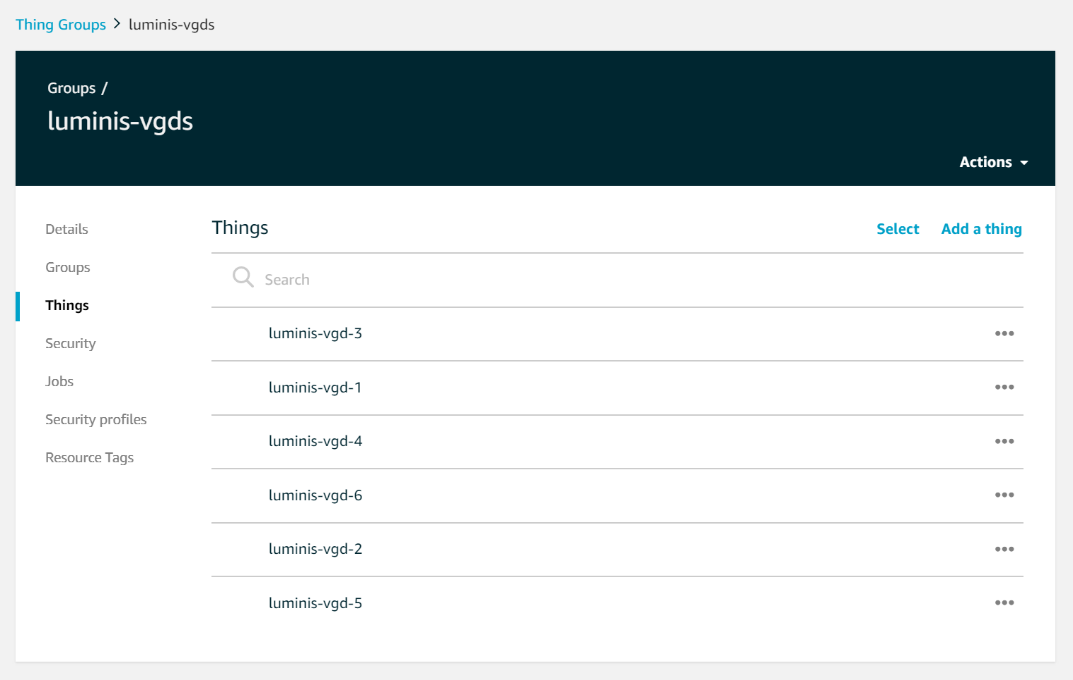 Thing Groups > luminis-vgds
Groups /
luminis-vgds
Actions
Details
Groups
Things
Security
Jobs
Security profiles
Resource Tags
Things
Select Add a thing
Search
luminis-vgd-3
luminis-vgd-1
luminis-vgd-4
luminis-vgd-6
luminis-vgd-2
luminis-vgd-5